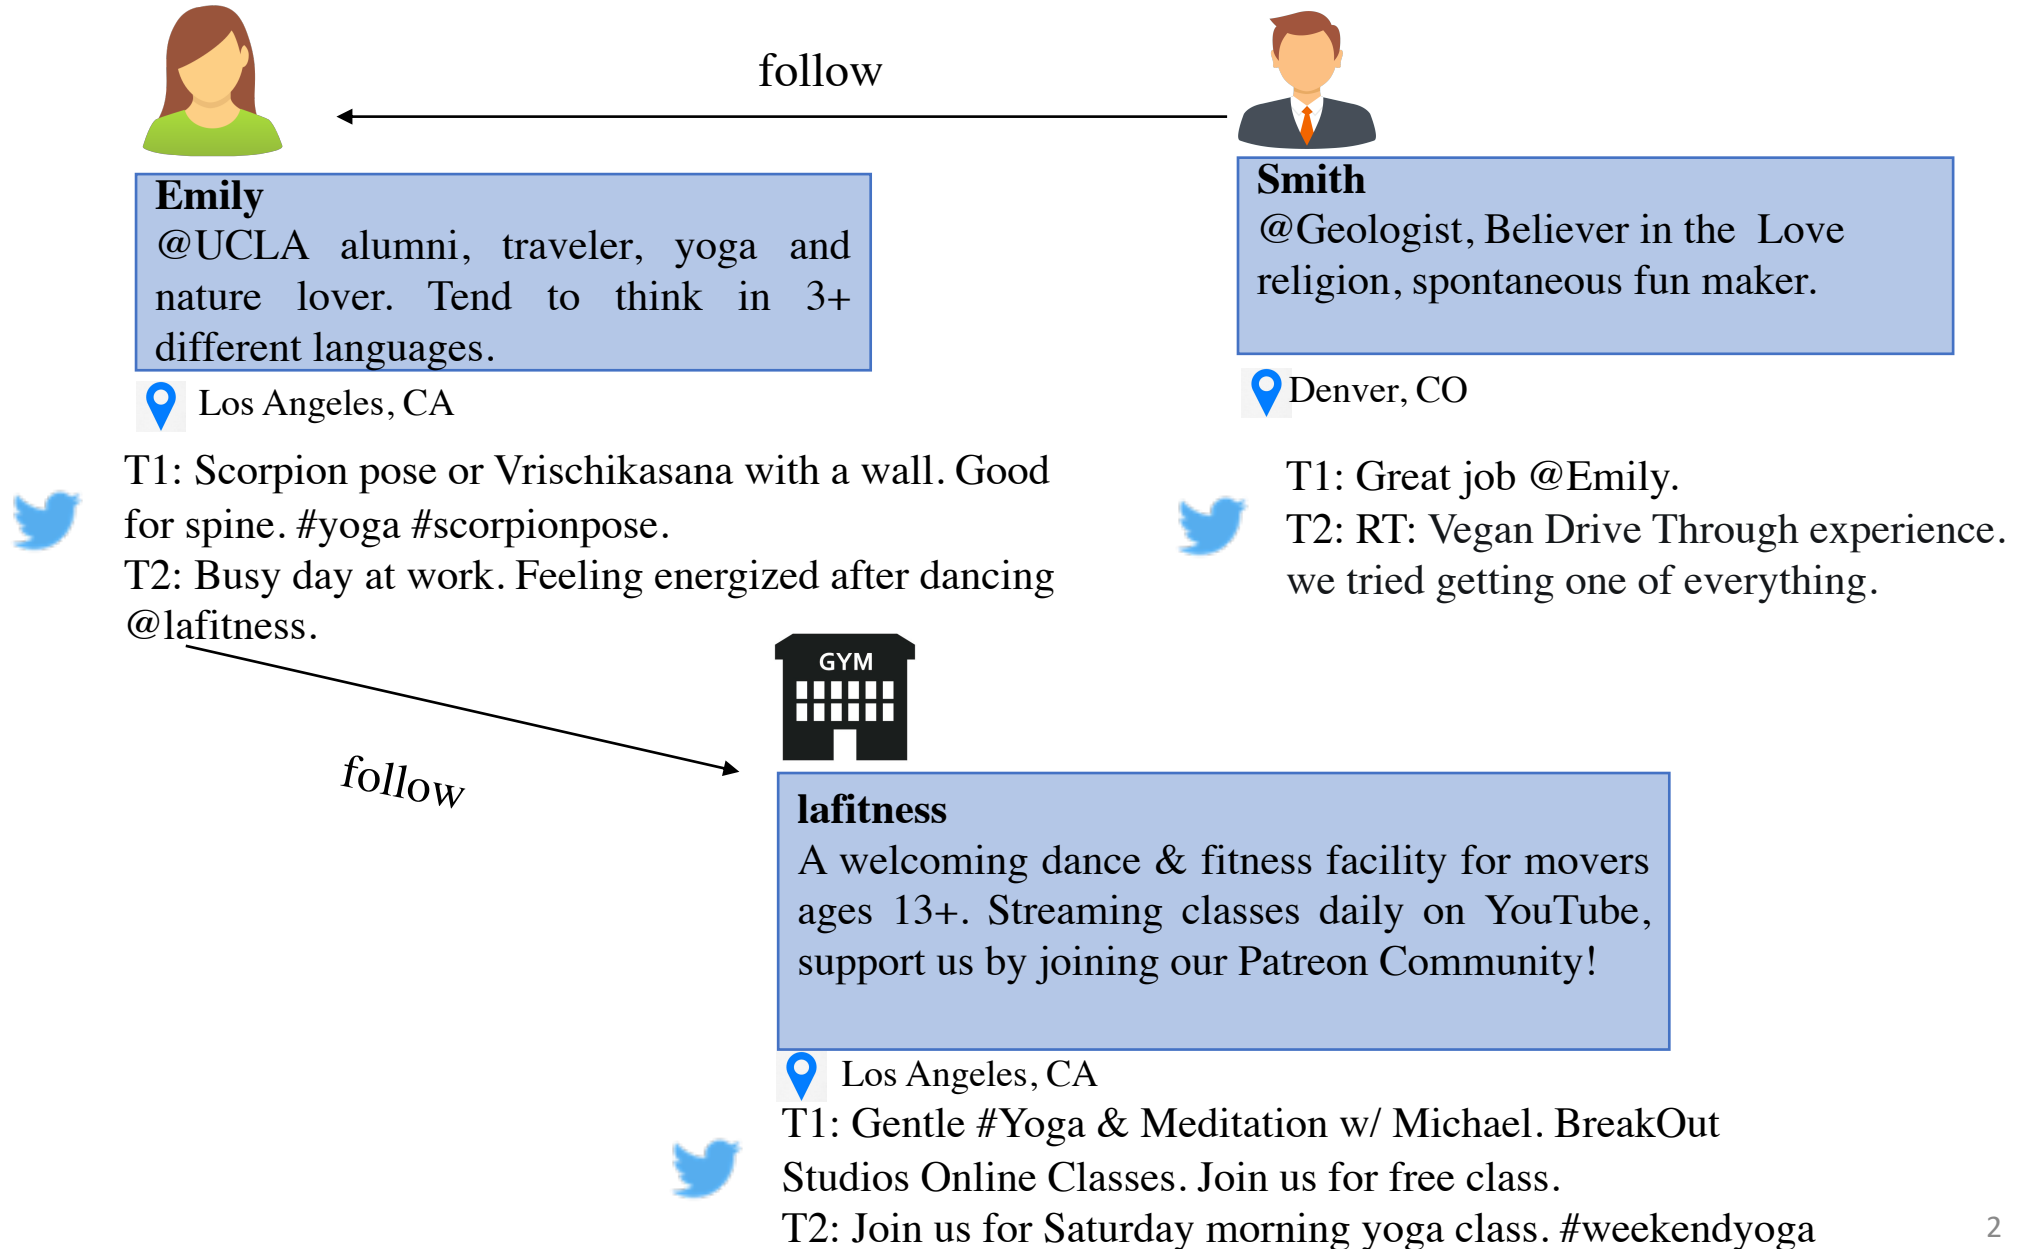 follow
Emily
@UCLA alumni, traveler, yoga and
nature lover. Tend to think in 3+
different languages.
Los Angeles, CA
T1: Scorpion pose or Vrischikasana with a wall. Good
for spine. #yoga #scorpionpose.
T2: Busy day at work. Feeling energized after dancing
@lafitness.
Smith
@Geologist, Believer in the Love
religion, spontaneous fun maker.
Denver, CO
T1: Great job @Emily.
T2: RT: Vegan Drive Through experience.
we tried getting one of everything.
follow
GYM
lafitness
A welcoming dance & fitness facility for movers
ages 13+. Streaming classes daily on YouTube,
support us by joining our Patreon Community!
Los Angeles, CA
T1: Gentle #Yoga & Meditation w/ Michael. BreakOut
Studios Online Classes. Join us for free class.
T2: Join us for Saturday morning yoga class. #weekendyoga
2